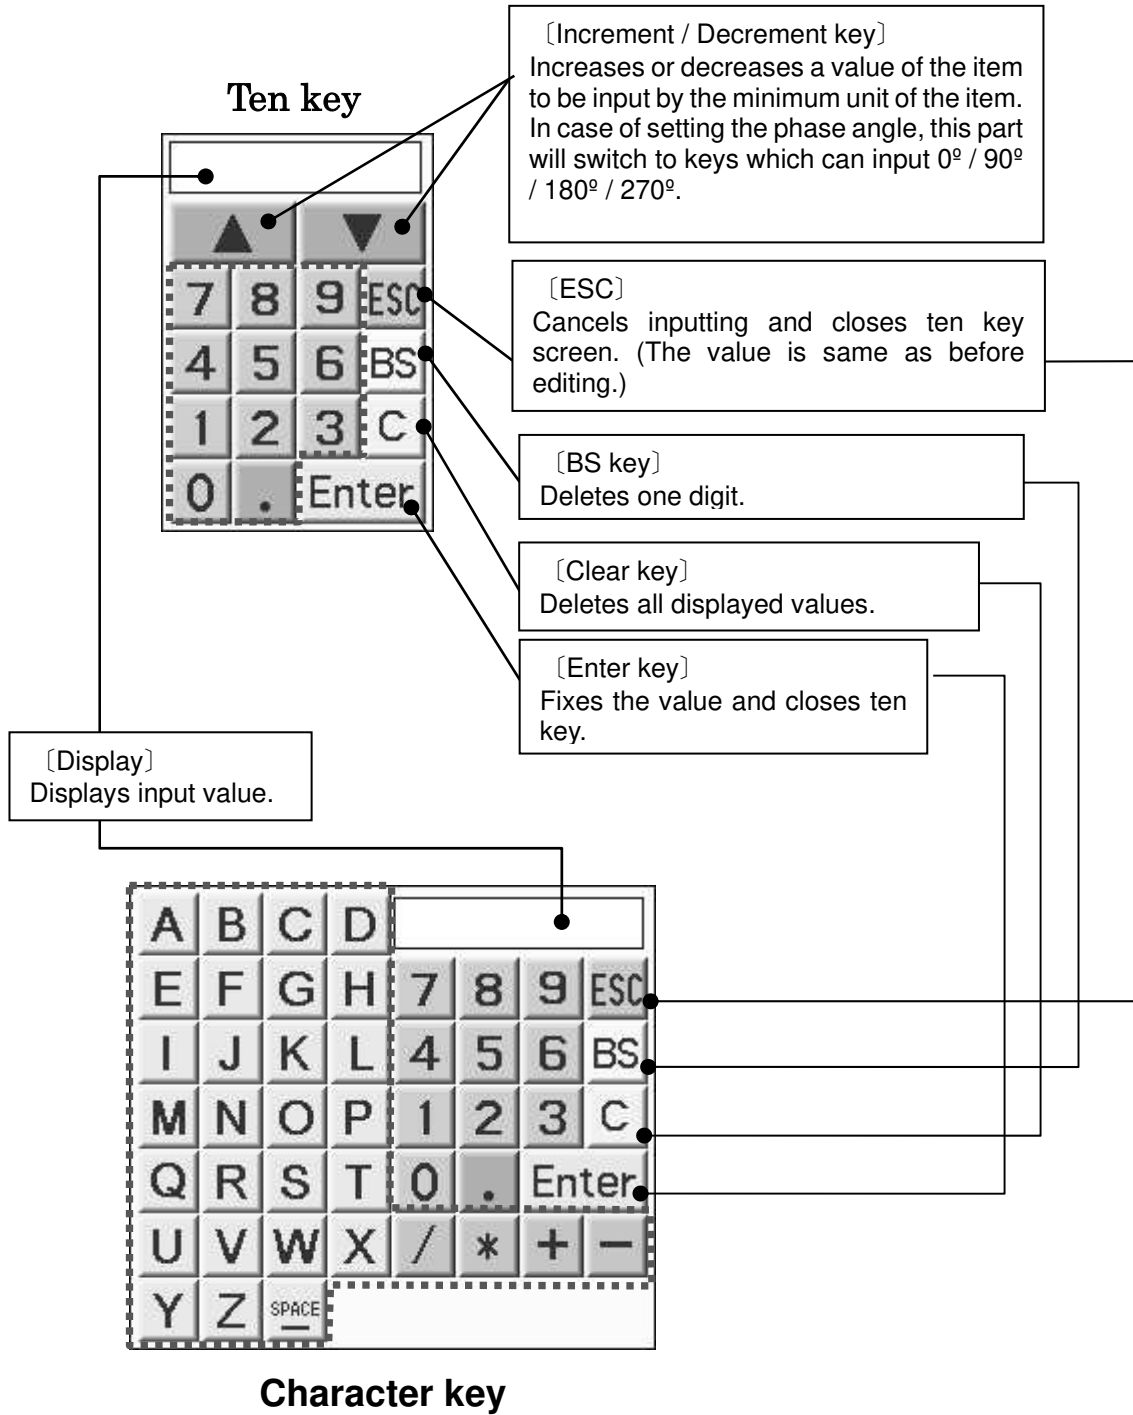 〔Increment / Decrement key〕
Increases or decreases a value of the item
to be input by the minimum unit of the item.
In case of setting the phase angle, this part
will switch to keys which can input 0º / 90º
/ 180º / 270º.
Ten key
▲ ▼
7 8 9 ESC
4 5 6 BS
1 2 3 C
0 . Enter
〔ESC〕
Cancels inputting and closes ten key
screen. (The value is same as before
editing.)
〔BS key〕
Deletes one digit.
〔Clear key〕
Deletes all displayed values.
〔Enter key〕
Fixes the value and closes ten
key.
〔Display〕
Displays input value.
A B C D
E F G H 7 8 9 ESC
I J K L 4 5 6 BS
M N O P 1 2 3 C
Q R S T 0 . Enter
U V W X / * + −
Y Z SPACE
Character key